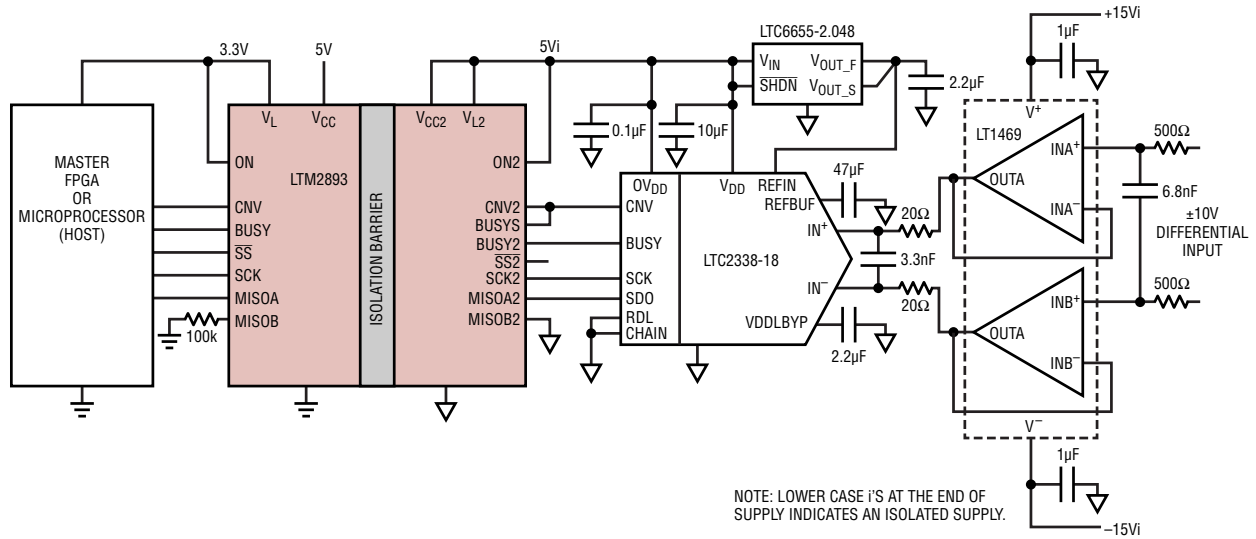 3.3V
5V
5Vi
LTC6655-2.048
+15Vi
1µF
VIN
VOUT_F
SHDN
VOUT_S
2.2µF
MASTER
FPGA
OR
MICROPROCESSOR
(HOST)
VL
VCC
VCC2
VL2
ON
LTM2893
ON2
ISOLATION BARRIER
CNV
BUSY
SS
SCK
MISOA
MISOB
100k
CNV2
BUSYS
BUSY2
SS2
SCK2
MISOA2
MISOB2
0.1µF
10µF
OVDD
VDD
REFIN
REFBUF
47µF
CNV
BUSY
SCK
SDO
RDL
CHAIN
LTC2338-18
IN+
IN−
VDDLBYP
2.2µF
20Ω
3.3nF
20Ω
V+
LT1469
INA+
OUTA
INA−
INB+
OUTA
INB−
V−
500Ω
6.8nF
±10V
DIFFERENTIAL
INPUT
500Ω
1µF
−15Vi
NOTE: LOWER CASE i'S AT THE END OF
SUPPLY INDICATES AN ISOLATED SUPPLY.